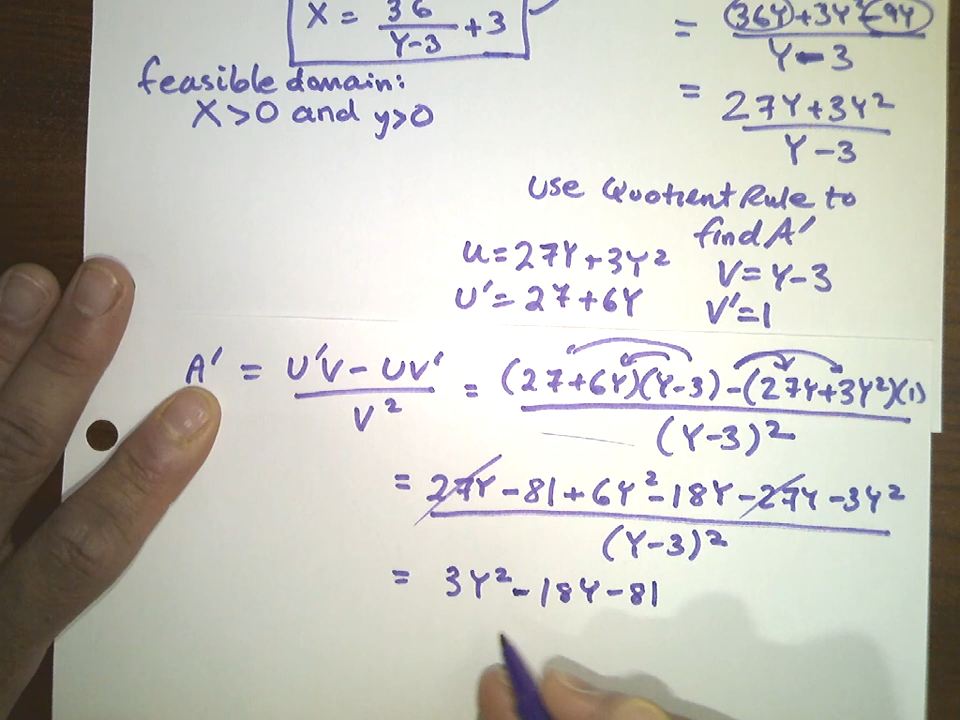 X = 36/(Y-3) + 3
feasible domain:
X>0 and y>0
= (36Y+3Y²-9Y)/(Y-3)
= (27Y+3Y²)/(Y-3)
Use Quotient Rule to
find A'
u=27Y+3Y² V=Y-3
U'=27+6Y V'=1
A' = (U'V - UV')/V² = ((27+6Y)(Y-3)-(27Y+3Y²)(1))/(Y-3)²
= (27Y-81+6Y²-18Y-27Y-3Y²)/(Y-3)²
= 3Y²-18Y-81